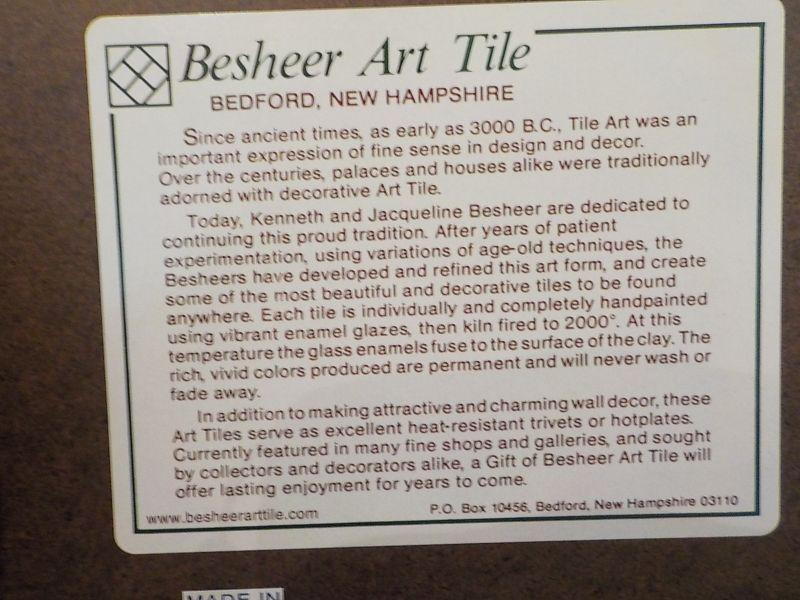 Besheer Art Tile
BEDFORD, NEW HAMPSHIRE
Since ancient times, as early as 3000 B.C., Tile Art was an
important expression of fine sense in design and decor.
Over the centuries, palaces and houses alike were traditionally
adorned with decorative Art Tile.
Today, Kenneth and Jacqueline Besheer are dedicated to
continuing this proud tradition. After years of patient
experimentation, using variations of age-old techniques, the
Besheers have developed and refined this art form, and create
some of the most beautiful and decorative tiles to be found
anywhere. Each tile is individually and completely handpainted
using vibrant enamel glazes, then kiln fired to 2000°. At this
temperature the glass enamels fuse to the surface of the clay. The
rich, vivid colors produced are permanent and will never wash or
fade away.
In addition to making attractive and charming wall decor, these
Art Tiles serve as excellent heat-resistant trivets or hotplates.
Currently featured in many fine shops and galleries, and sought
by collectors and decorators alike, a Gift of Besheer Art Tile will
offer lasting enjoyment for years to come.
www.besheerarttile.com
P.O. Box 10456, Bedford, New Hampshire 03110
MADE IN